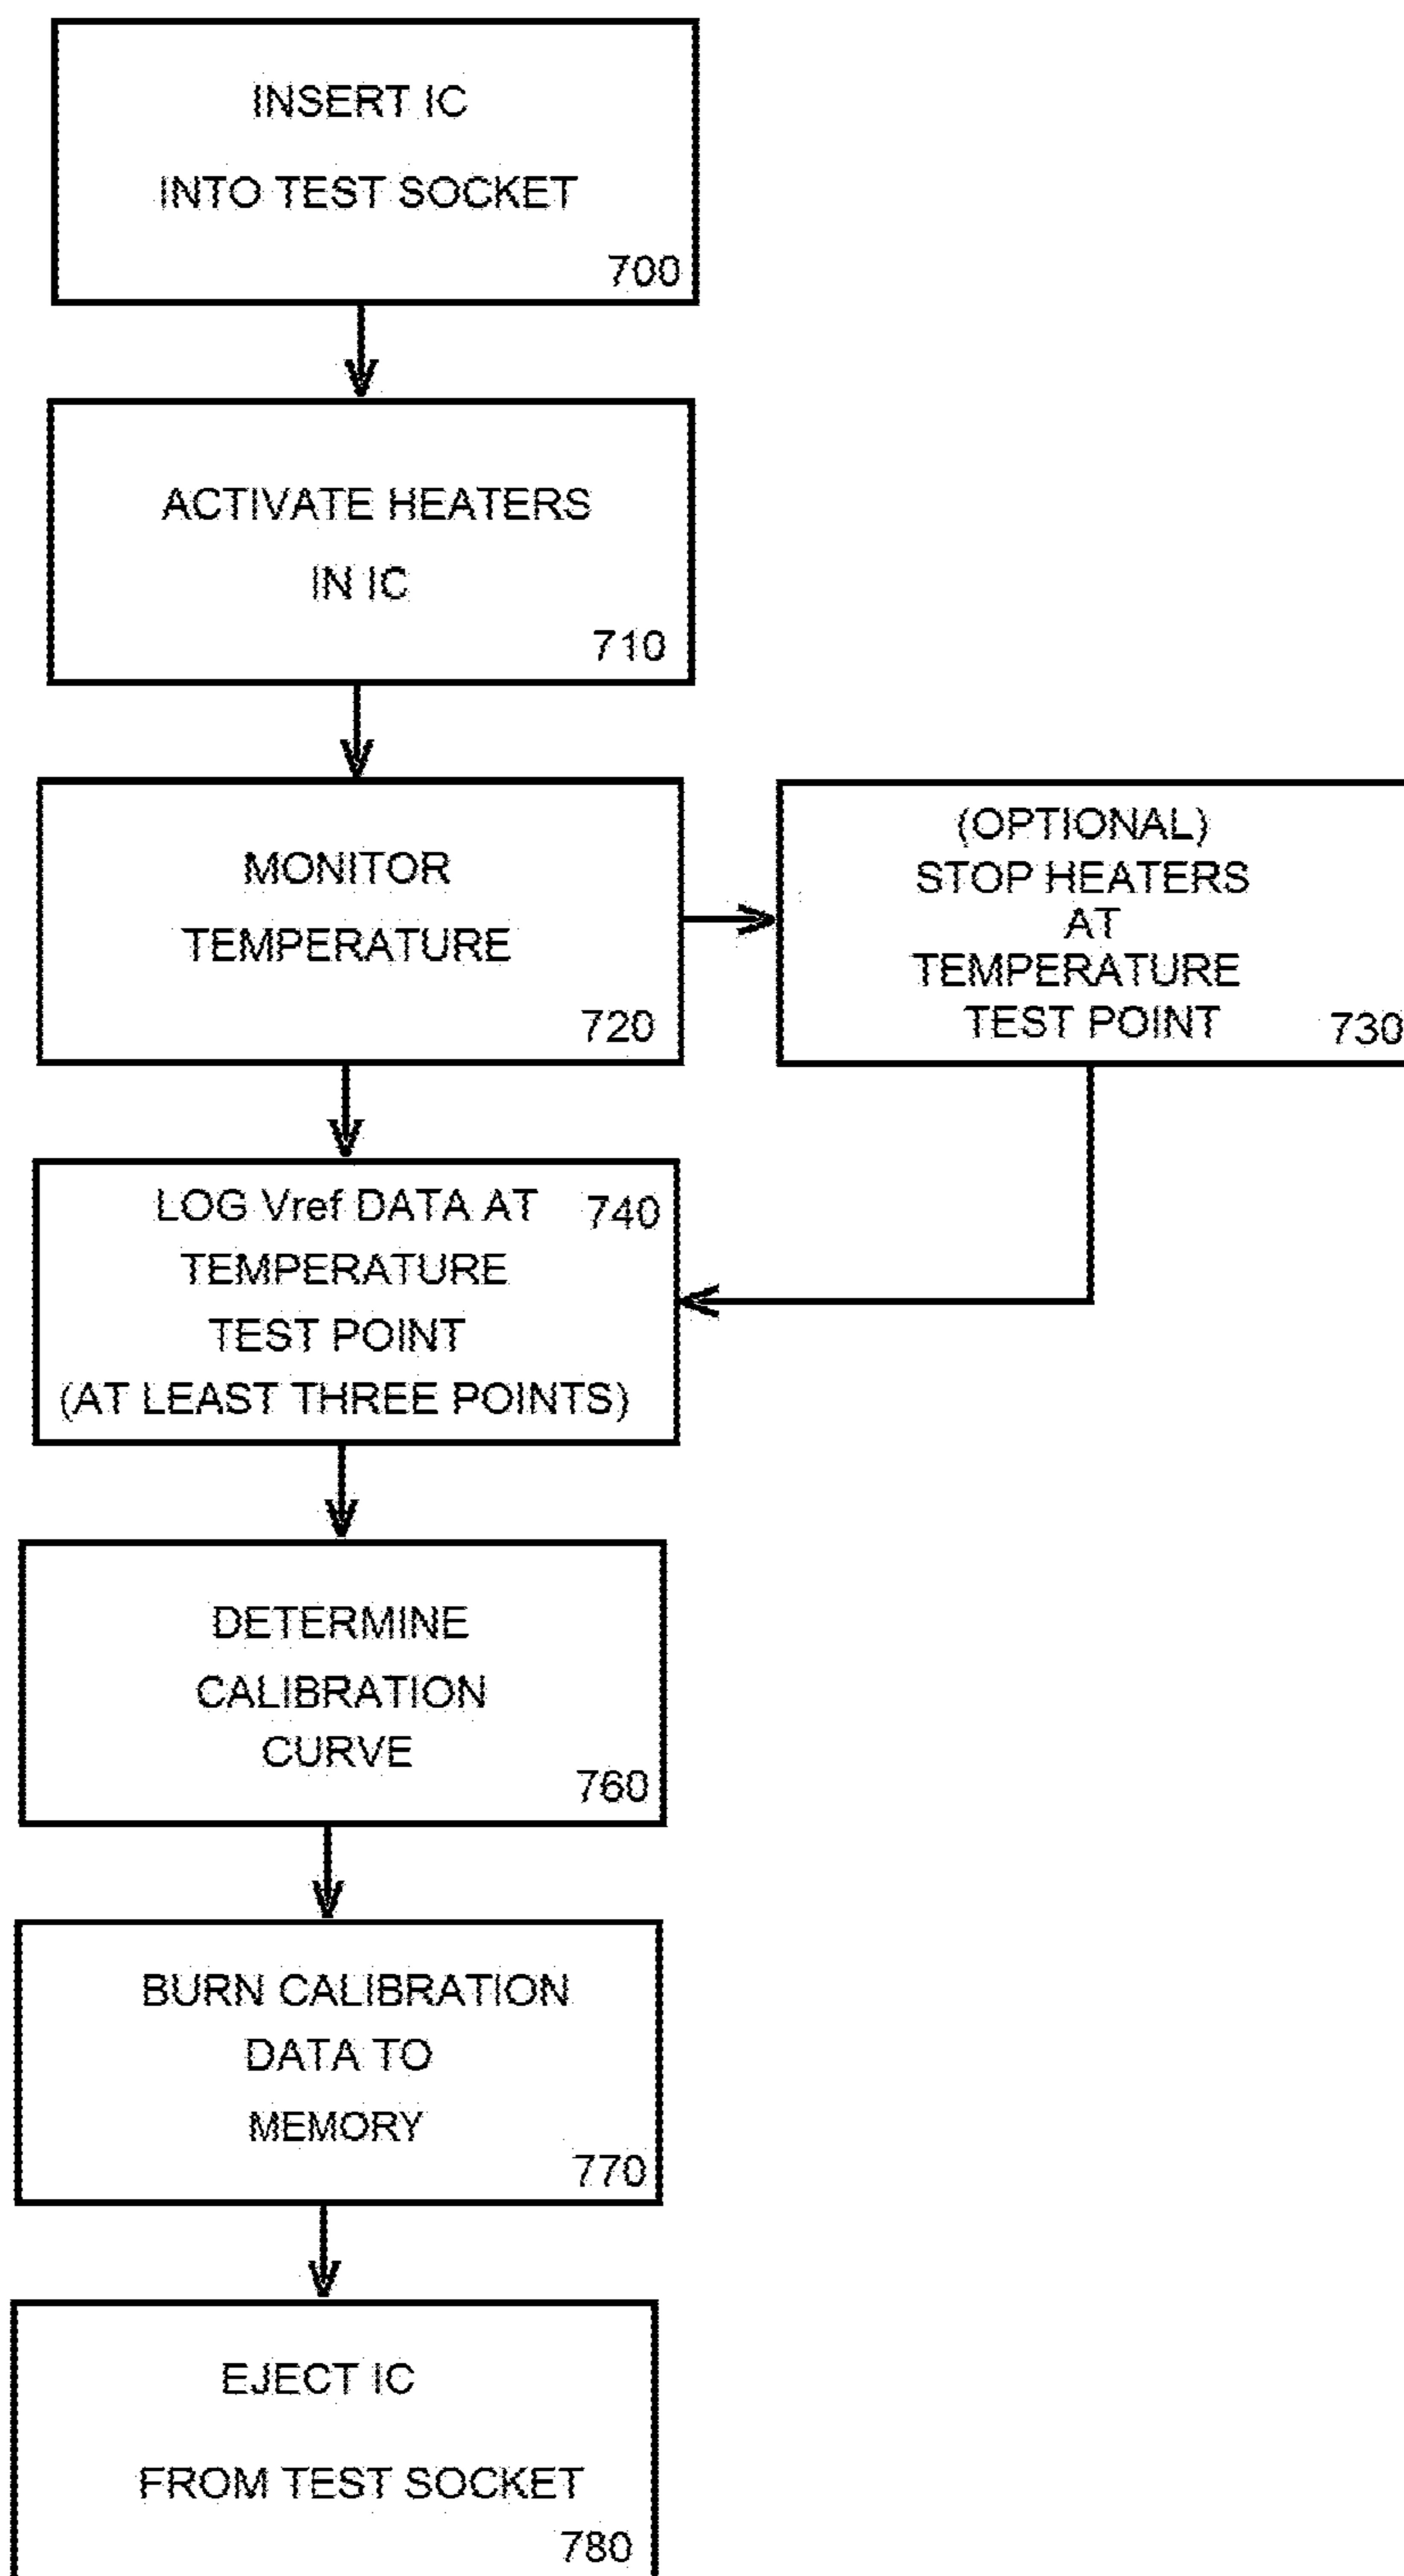 INSERT IC
INTO TEST SOCKET
700
ACTIVATE HEATERS
IN IC
710
MONITOR
TEMPERATURE
720
(OPTIONAL)
STOP HEATERS
AT
TEMPERATURE
TEST POINT
730
LOG Vref DATA AT
740
TEMPERATURE
TEST POINT
(AT LEAST THREE POINTS)
DETERMINE
CALIBRATION
CURVE
760
BURN CALIBRATION
DATA TO
MEMORY
770
EJECT IC
FROM TEST SOCKET
780